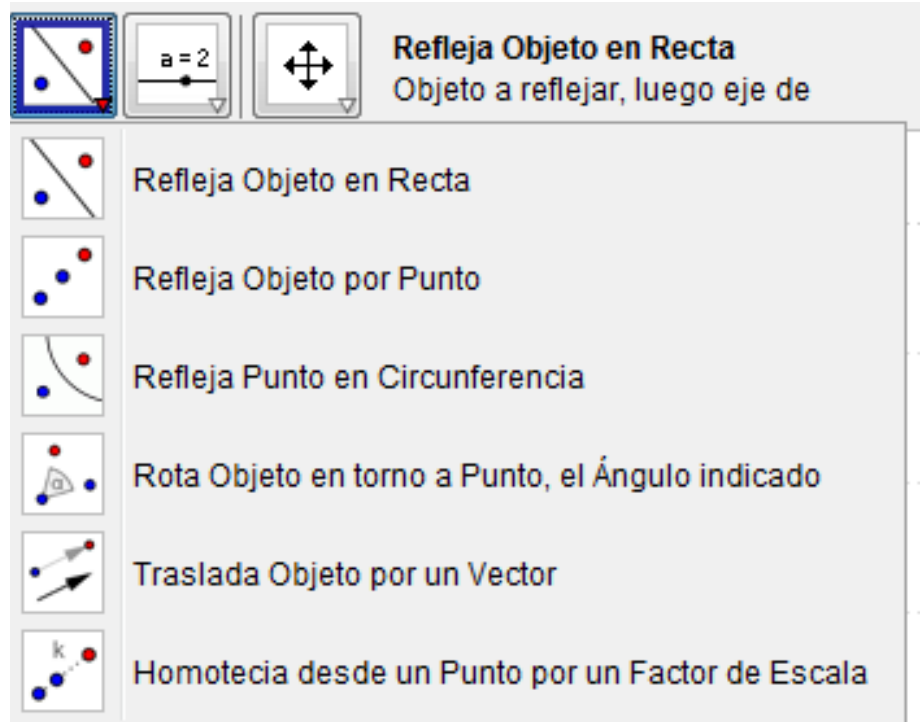 a = 2
Refleja Objeto en Recta
Objeto a reflejar, luego eje de
Refleja Objeto en Recta
Refleja Objeto por Punto
Refleja Punto en Circunferencia
α
Rota Objeto en torno a Punto, el Ángulo indicado
Traslada Objeto por un Vector
k
Homotecia desde un Punto por un Factor de Escala